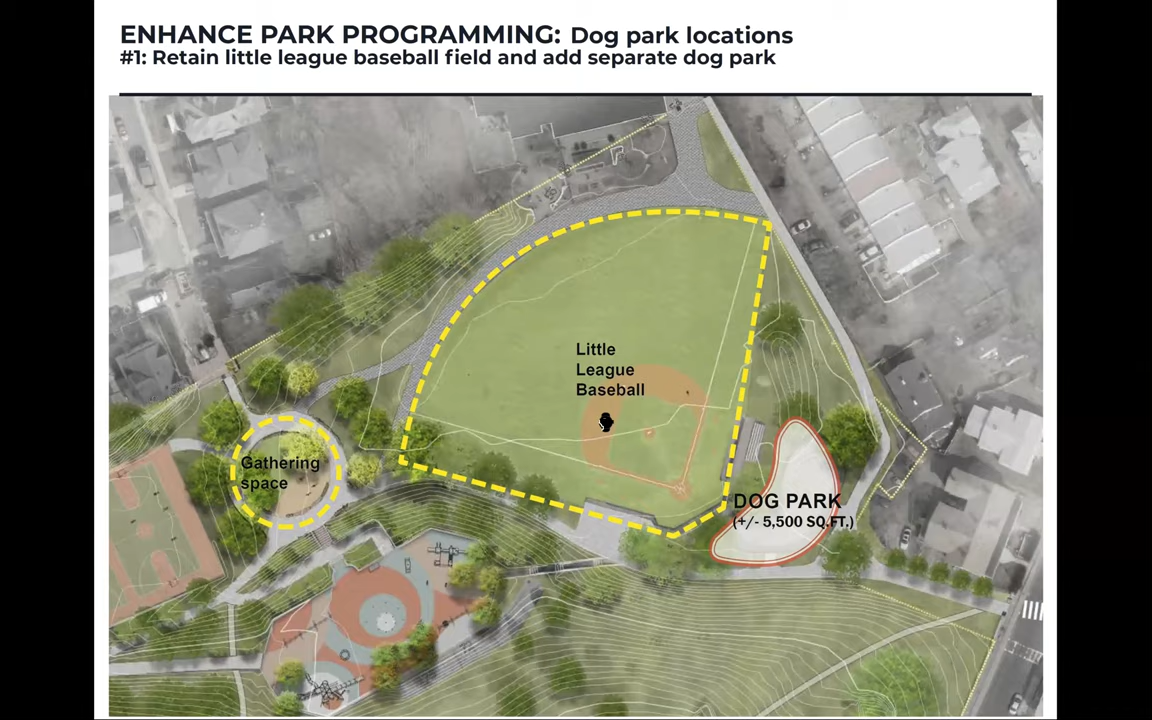 ENHANCE PARK PROGRAMMING: Dog park locations
#1: Retain little league baseball field and add separate dog park
Little
League
Baseball
Gathering
space
DOG PARK
(+/- 5,500 SQ.FT.)